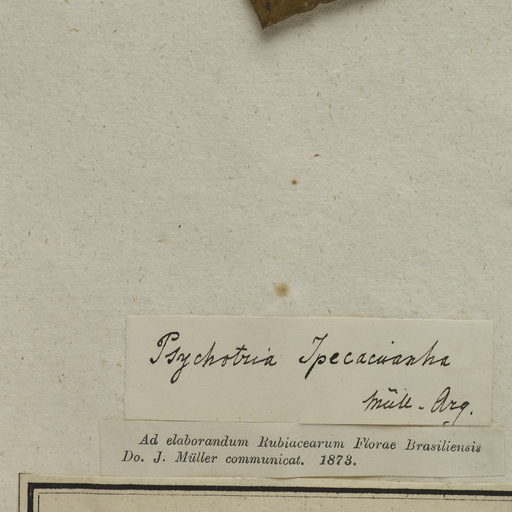 Psychotria Ipecacuanha
Müll-Arg.
Ad elaborandum Rubiacearum Florae Brasiliensis
Do. J. Müller communicat. 1873.